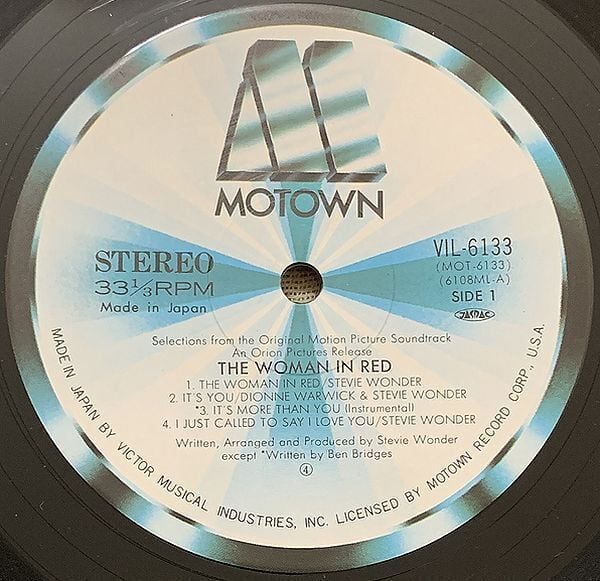 MOTOWN
STEREO
33⅓RPM
Made in Japan
VIL-6133
(MOT-6133)
(6108ML-A)
SIDE 1
JASRAC
Selections from the Original Motion Picture Soundtrack
An Orion Pictures Release
THE WOMAN IN RED
1. THE WOMAN IN RED/STEVIE WONDER
2. IT'S YOU/DIONNE WARWICK & STEVIE WONDER
*3. IT'S MORE THAN YOU (Instrumental)
4. I JUST CALLED TO SAY I LOVE YOU/STEVIE WONDER
Written, Arranged and Produced by Stevie Wonder
except *Written by Ben Bridges
④
MADE IN JAPAN BY VICTOR MUSICAL INDUSTRIES, INC. LICENSED BY MOTOWN RECORD CORP., U.S.A.